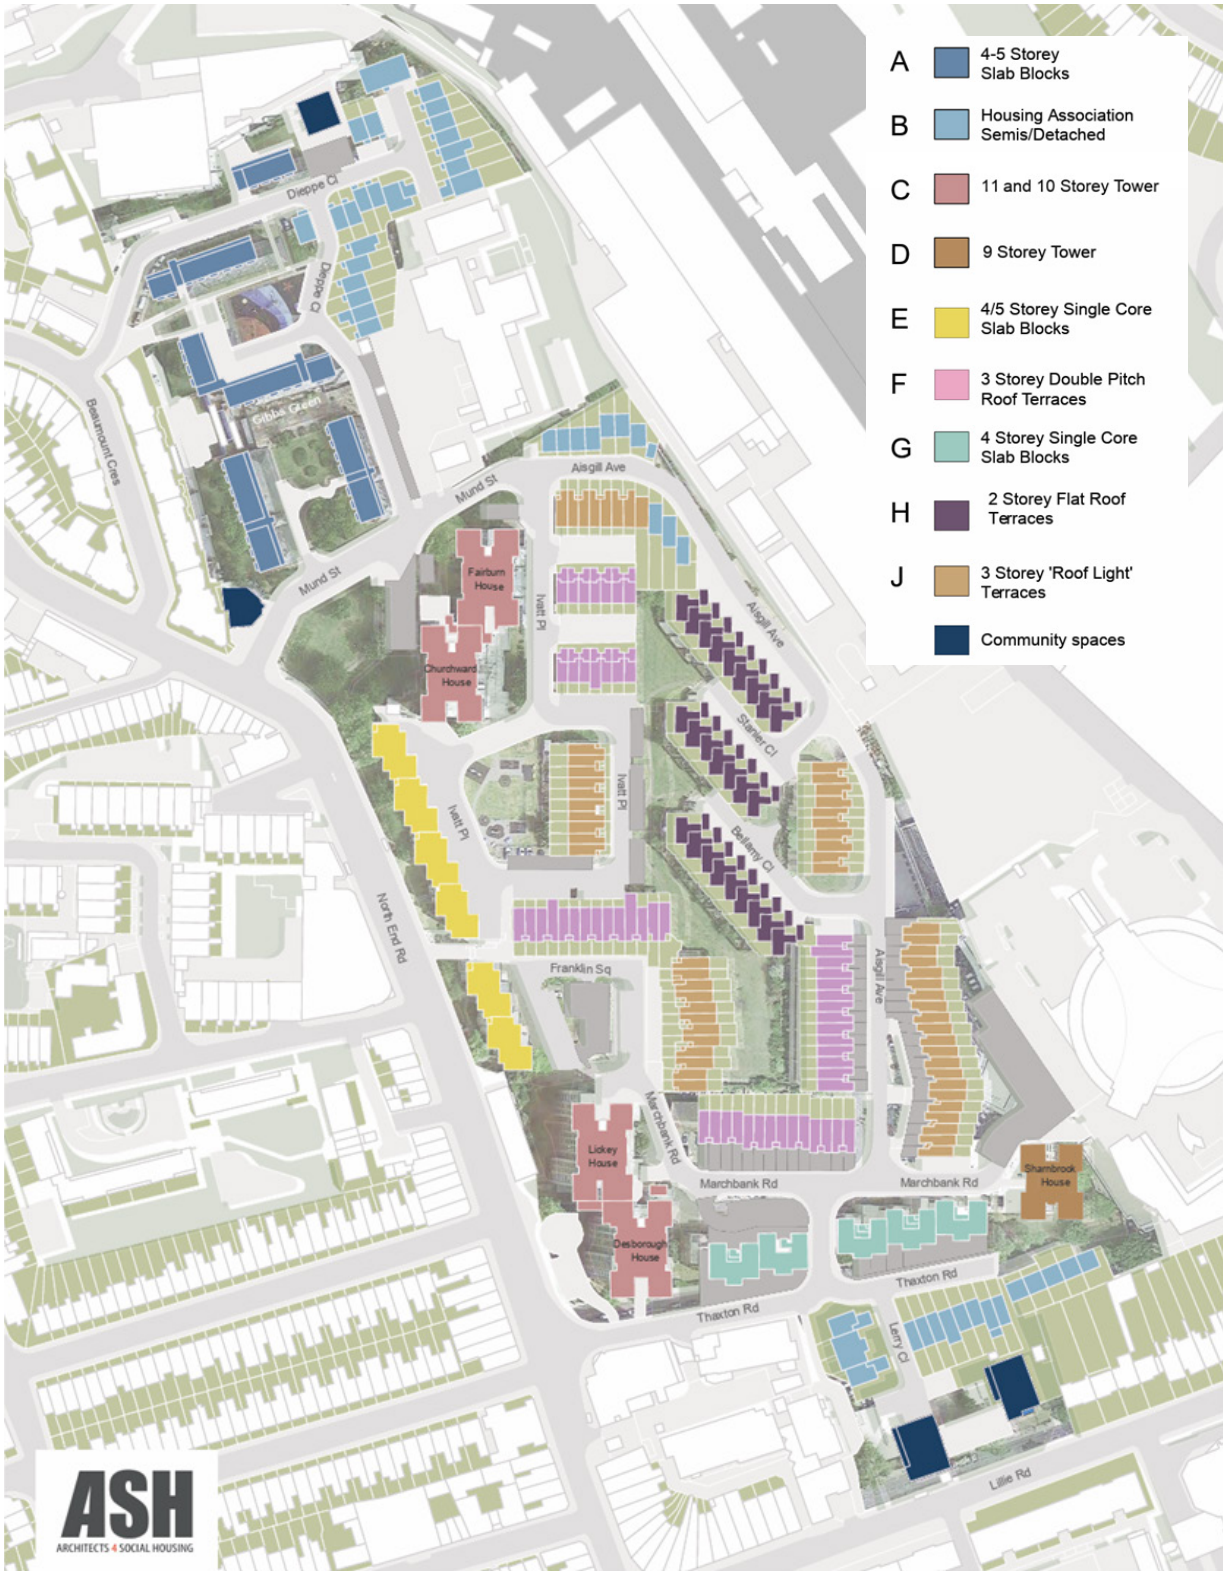 A
4-5 Storey
Slab Blocks
B
Housing Association
Semis/Detached
C
11 and 10 Storey Tower
D
9 Storey Tower
E
4/5 Storey Single Core
Slab Blocks
F
3 Storey Double Pitch
Roof Terraces
G
4 Storey Single Core
Slab Blocks
H
2 Storey Flat Roof
Terraces
J
3 Storey 'Roof Light'
Terraces
Community spaces
Dieppe Cl
Dieppe Cl
Beaumount Cres
Gibbs Green
Mund St
Aisgill Ave
Mund St
Fairburn
House
Ivatt Pl
Aisgill Ave
Churchward
House
Stanier Cl
Ivatt Pl
Ivatt Pl
Bellamy Cl
North End Rd
Franklin Sq
Aisgill Ave
Marchbank Rd
Lickey
House
Marchbank Rd
Marchbank Rd
Shambrook
House
Desborough
House
Thaxton Rd
Thaxton Rd
Lerry Cl
Lillie Rd
ASH
ARCHITECTS 4 SOCIAL HOUSING